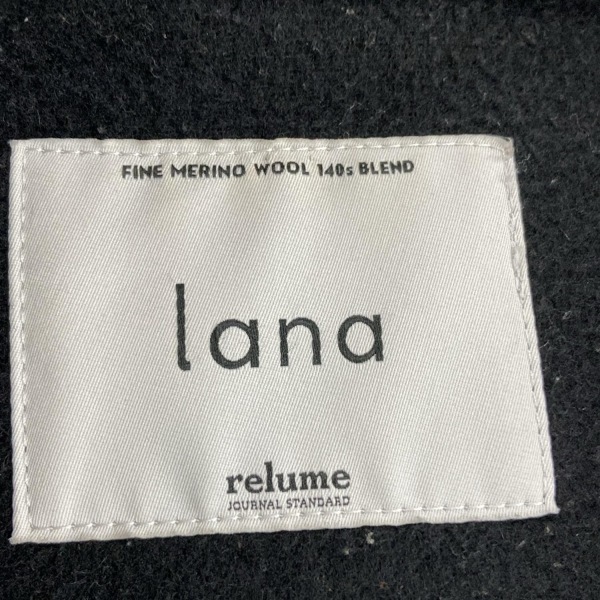 FINE MERINO WOOL 140s BLEND
lana
relume
JOURNAL STANDARD